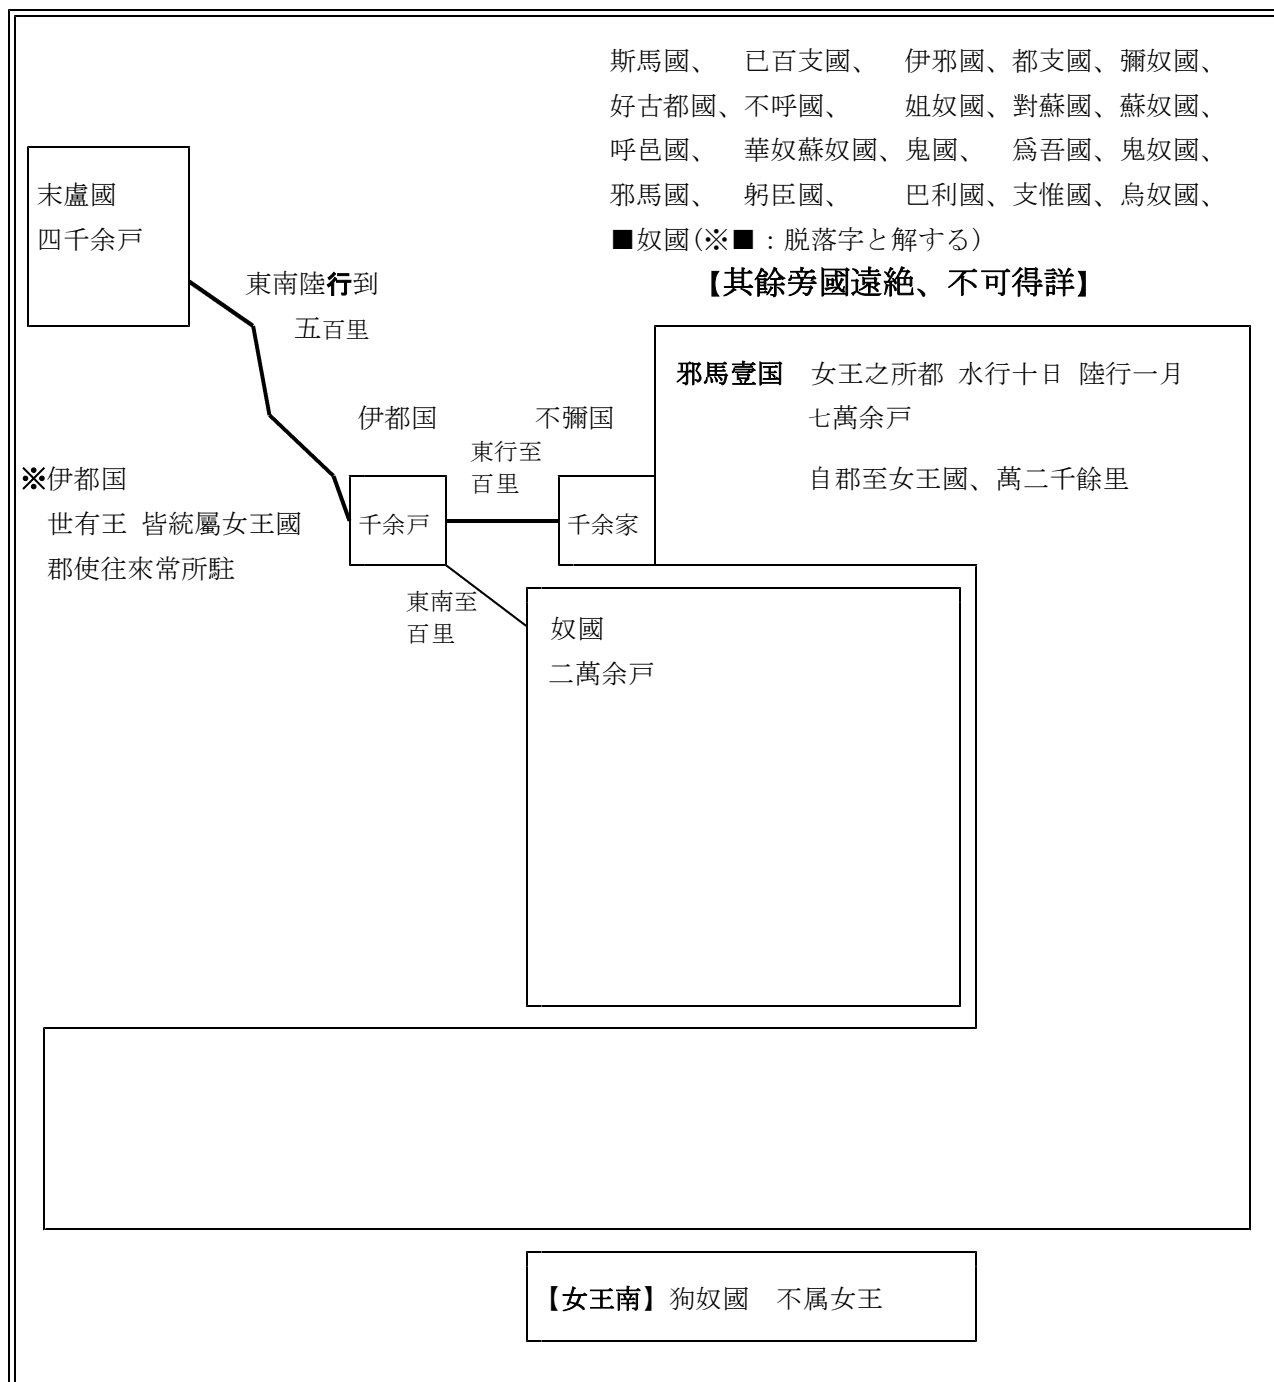 斯馬國、　已百支國、　伊邪國、都支國、彌奴國、
好古都國、不呼國、　　姐奴國、對蘇國、蘇奴國、
呼邑國、　華奴蘇奴國、鬼國、　爲吾國、鬼奴國、
邪馬國、　躬臣國、　　巴利國、支惟國、烏奴國、
■奴國(※■：脱落字と解する)
【其餘旁國遠絶、不可得詳】
末盧國
四千余戸
東南陸行到
五百里
邪馬壹国　女王之所都 水行十日 陸行一月
七萬余戸
自郡至女王國、萬二千餘里
伊都国
不彌国
東行至
百里
※伊都国
世有王 皆統屬女王國
郡使往來常所駐
千余戸
千余家
東南至
百里
奴國
二萬余戸
【女王南】狗奴國　不属女王